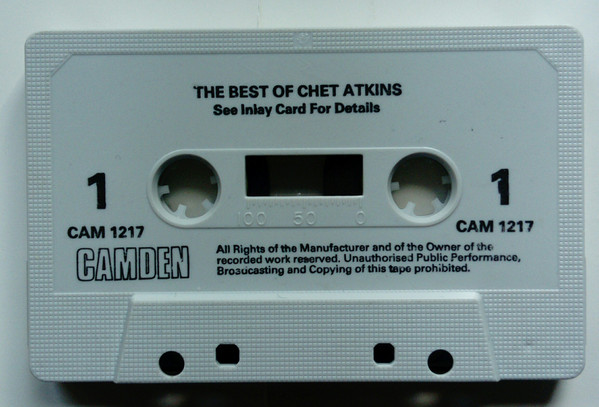 THE BEST OF CHET ATKINS
See Inlay Card For Details
1
1
100 50 0
CAM 1217
CAM 1217
CAMDEN
All Rights of the Manufacturer and of the Owner of the
recorded work reserved. Unauthorised Public Performance,
Broadcasting and Copying of this tape prohibited.